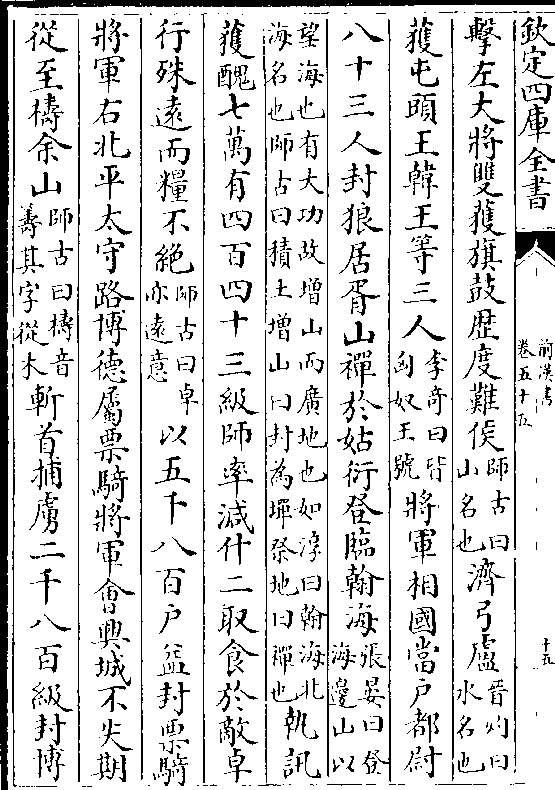 欽定四庫全書
前漢書
卷五十五
十五
擊左大將雙獲旗鼓歷度難侯師古曰山名也濟弓盧晉灼曰水名也
獲屯頭王韓王等三人李奇曰皆匈奴王號將軍相國當户都尉
八十三人封狼居胥山禪於姑衍登臨翰海張晏曰登海邊山以
望海也有大功故增山而廣地也如淳曰翰海北海名也師古曰積土增山曰封為墠祭地曰禪也執訊
獲醜七萬有四百四十三級師率減什二取食於敵卓
行殊遠而糧不絶師古曰卓亦遠意以五千八百户益封票騎
將軍右北平太守路博德屬票騎將軍會興城不失期
從至檮余山師古曰檮音籌其字從木斬首捕虜二千八百級封博